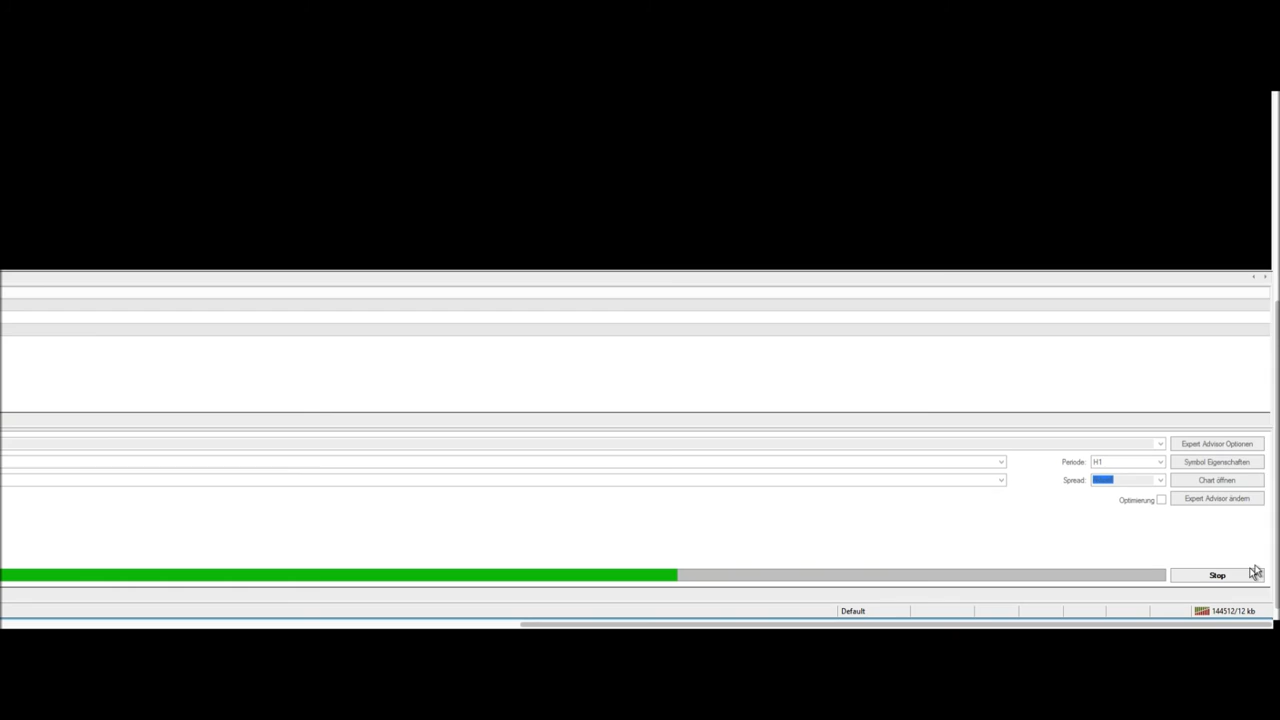 Expert Advisor Optionen
Periode: H1 Symbol Eigenschaften
Spread: Chart öffnen
Optimierung Expert Advisor ändern
Stop
Default 144512/12 kb